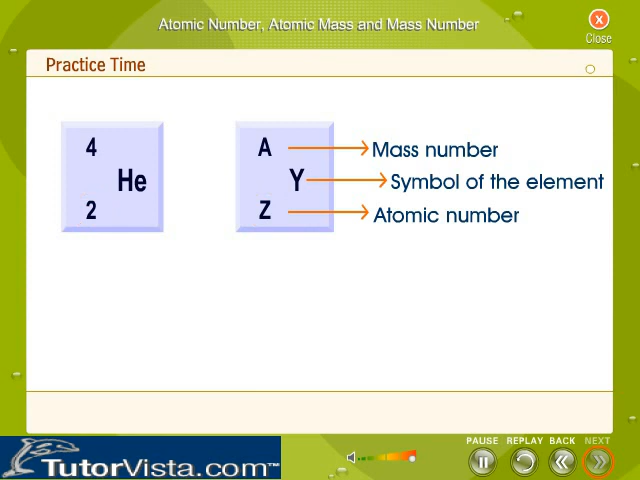 Atomic Number, Atomic Mass and Mass Number
X
Close
Practice Time
4
He
2
A
Y
Z
Mass number
Symbol of the element
Atomic number
PAUSE REPLAY BACK NEXT
TutorVista.com™